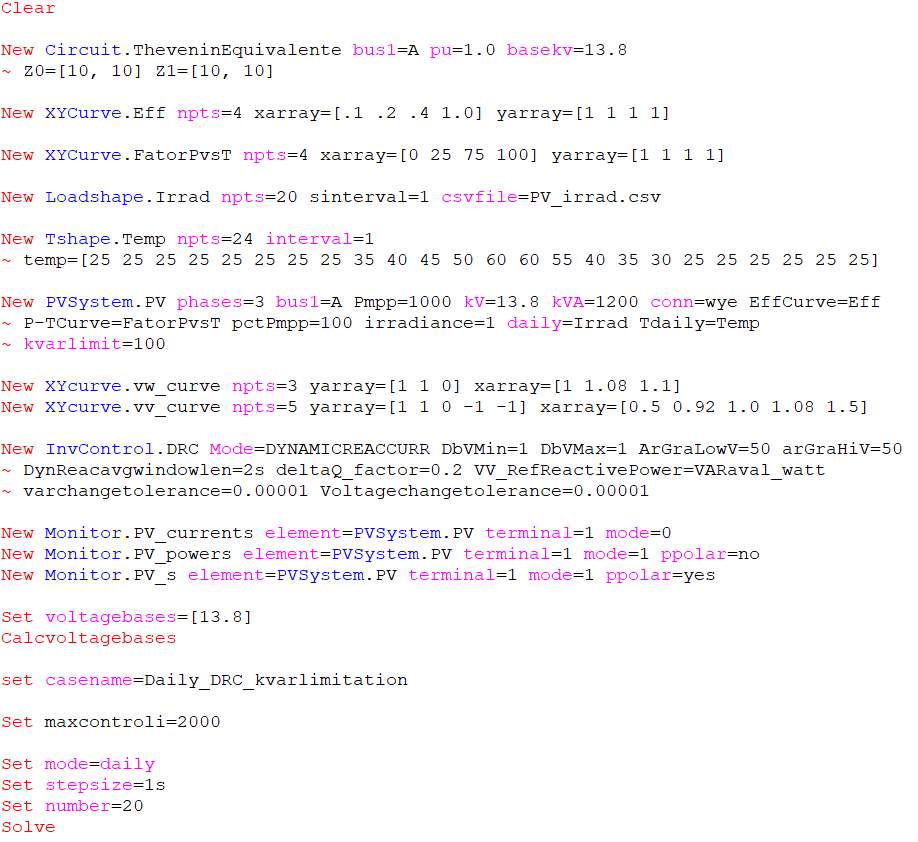 Clear
New Circuit.TheveninEquivalente bus1=A pu=1.0 basekv=13.8
~ Z0=[10, 10] Z1=[10, 10]
New XYCurve.Eff npts=4 xarray=[.1 .2 .4 1.0] yarray=[1 1 1 1]
New XYCurve.FatorPvsT npts=4 xarray=[0 25 75 100] yarray=[1 1 1 1]
New Loadshape.Irrad npts=20 sinterval=1 csvfile=PV_irrad.csv
New Tshape.Temp npts=24 interval=1
~ temp=[25 25 25 25 25 25 25 25 35 40 45 50 60 60 55 40 35 30 25 25 25 25 25 25]
New PVSystem.PV phases=3 bus1=A Pmpp=1000 kV=13.8 kVA=1200 conn=wye EffCurve=Eff
~ P-TCurve=FatorPvsT pctPmpp=100 irradiance=1 daily=Irrad Tdaily=Temp
~ kvarlimit=100
New XYcurve.vw_curve npts=3 yarray=[1 1 0] xarray=[1 1.08 1.1]
New XYcurve.vv_curve npts=5 yarray=[1 1 0 -1 -1] xarray=[0.5 0.92 1.0 1.08 1.5]
New InvControl.DRC Mode=DYNAMICREACCURR DbVMin=1 DbVMax=1 ArGraLowV=50 arGraHiV=50
~ DynReacavgwindowlen=2s deltaQ_factor=0.2 VV_RefReactivePower=VARaval_watt
~ varchangetolerance=0.00001 Voltagechangetolerance=0.00001
New Monitor.PV_currents element=PVSystem.PV terminal=1 mode=0
New Monitor.PV_powers element=PVSystem.PV terminal=1 mode=1 ppolar=no
New Monitor.PV_s element=PVSystem.PV terminal=1 mode=1 ppolar=yes
Set voltagebases=[13.8]
Calcvoltagebases
set casename=Daily_DRC_kvarlimitation
Set maxcontroli=2000
Set mode=daily
Set stepsize=1s
Set number=20
Solve